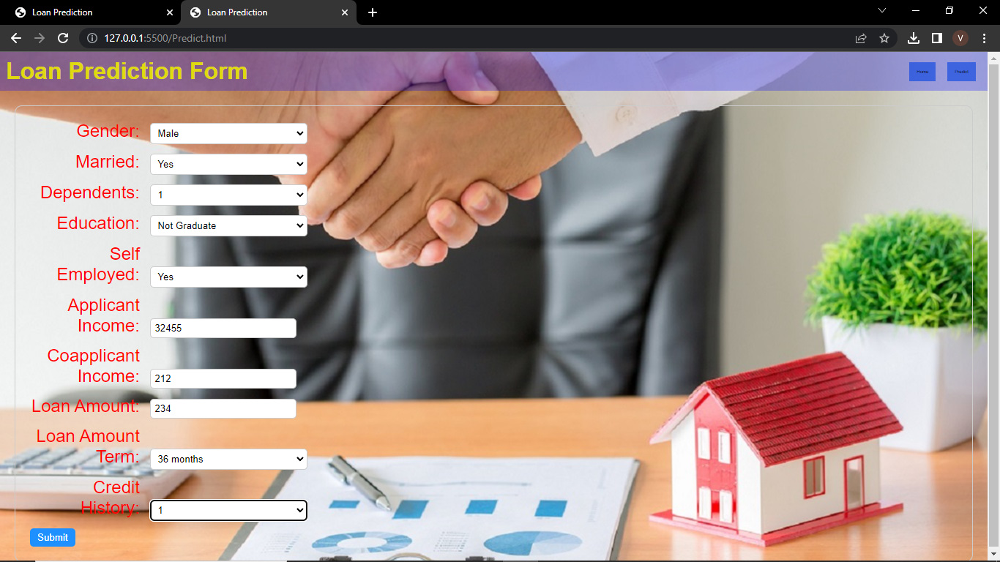 Loan Prediction
Loan Prediction
127.0.0.1:5500/Predict.html
V
Loan Prediction Form
Home
Predict
Gender: Male
Married: Yes
Dependents: 1
Education: Not Graduate
Self
Employed: Yes
Applicant
Income: 32455
Coapplicant
Income: 212
Loan Amount: 234
Loan Amount
Term: 36 months
Credit
History: 1
Submit